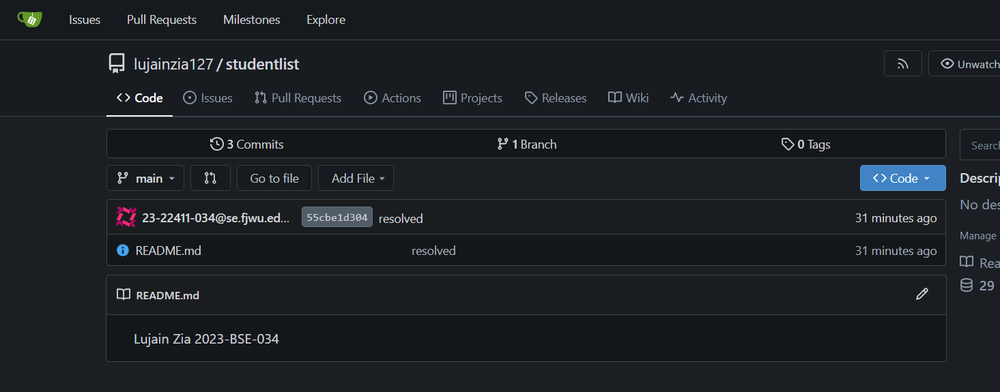 Issues Pull Requests Milestones Explore
lujainzia127 / studentlist
Unwatch
Code Issues Pull Requests Actions Projects Releases Wiki Activity
3 Commits 1 Branch 0 Tags
Search
main Go to file Add File Code
Descrip
23-22411-034@se.fjwu.ed... 55cbe1d304 resolved 31 minutes ago
No des
Manage
README.md resolved 31 minutes ago
Rea
29
README.md
Lujain Zia 2023-BSE-034